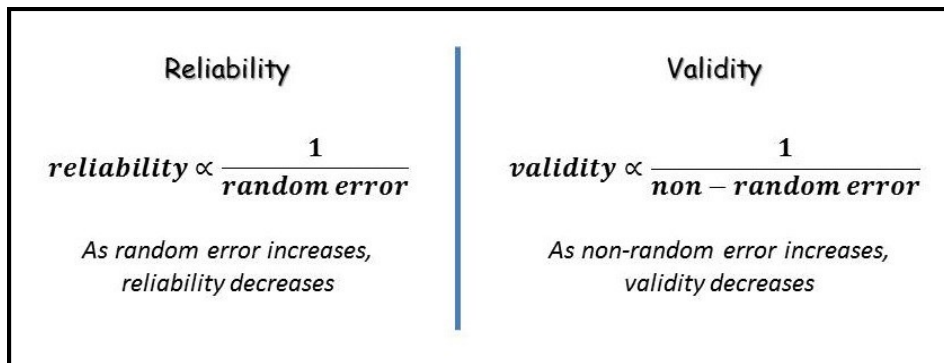 Reliability
reliability ∝ 1 / random error
As random error increases,
reliability decreases
Validity
validity ∝ 1 / non − random error
As non-random error increases,
validity decreases